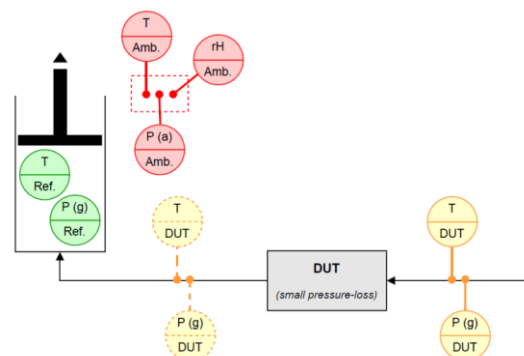 T
Amb.
rH
Amb.
P (a)
Amb.
T
Ref.
P (g)
Ref.
T
DUT
T
DUT
DUT
(small pressure-loss)
P (g)
DUT
P (g)
DUT